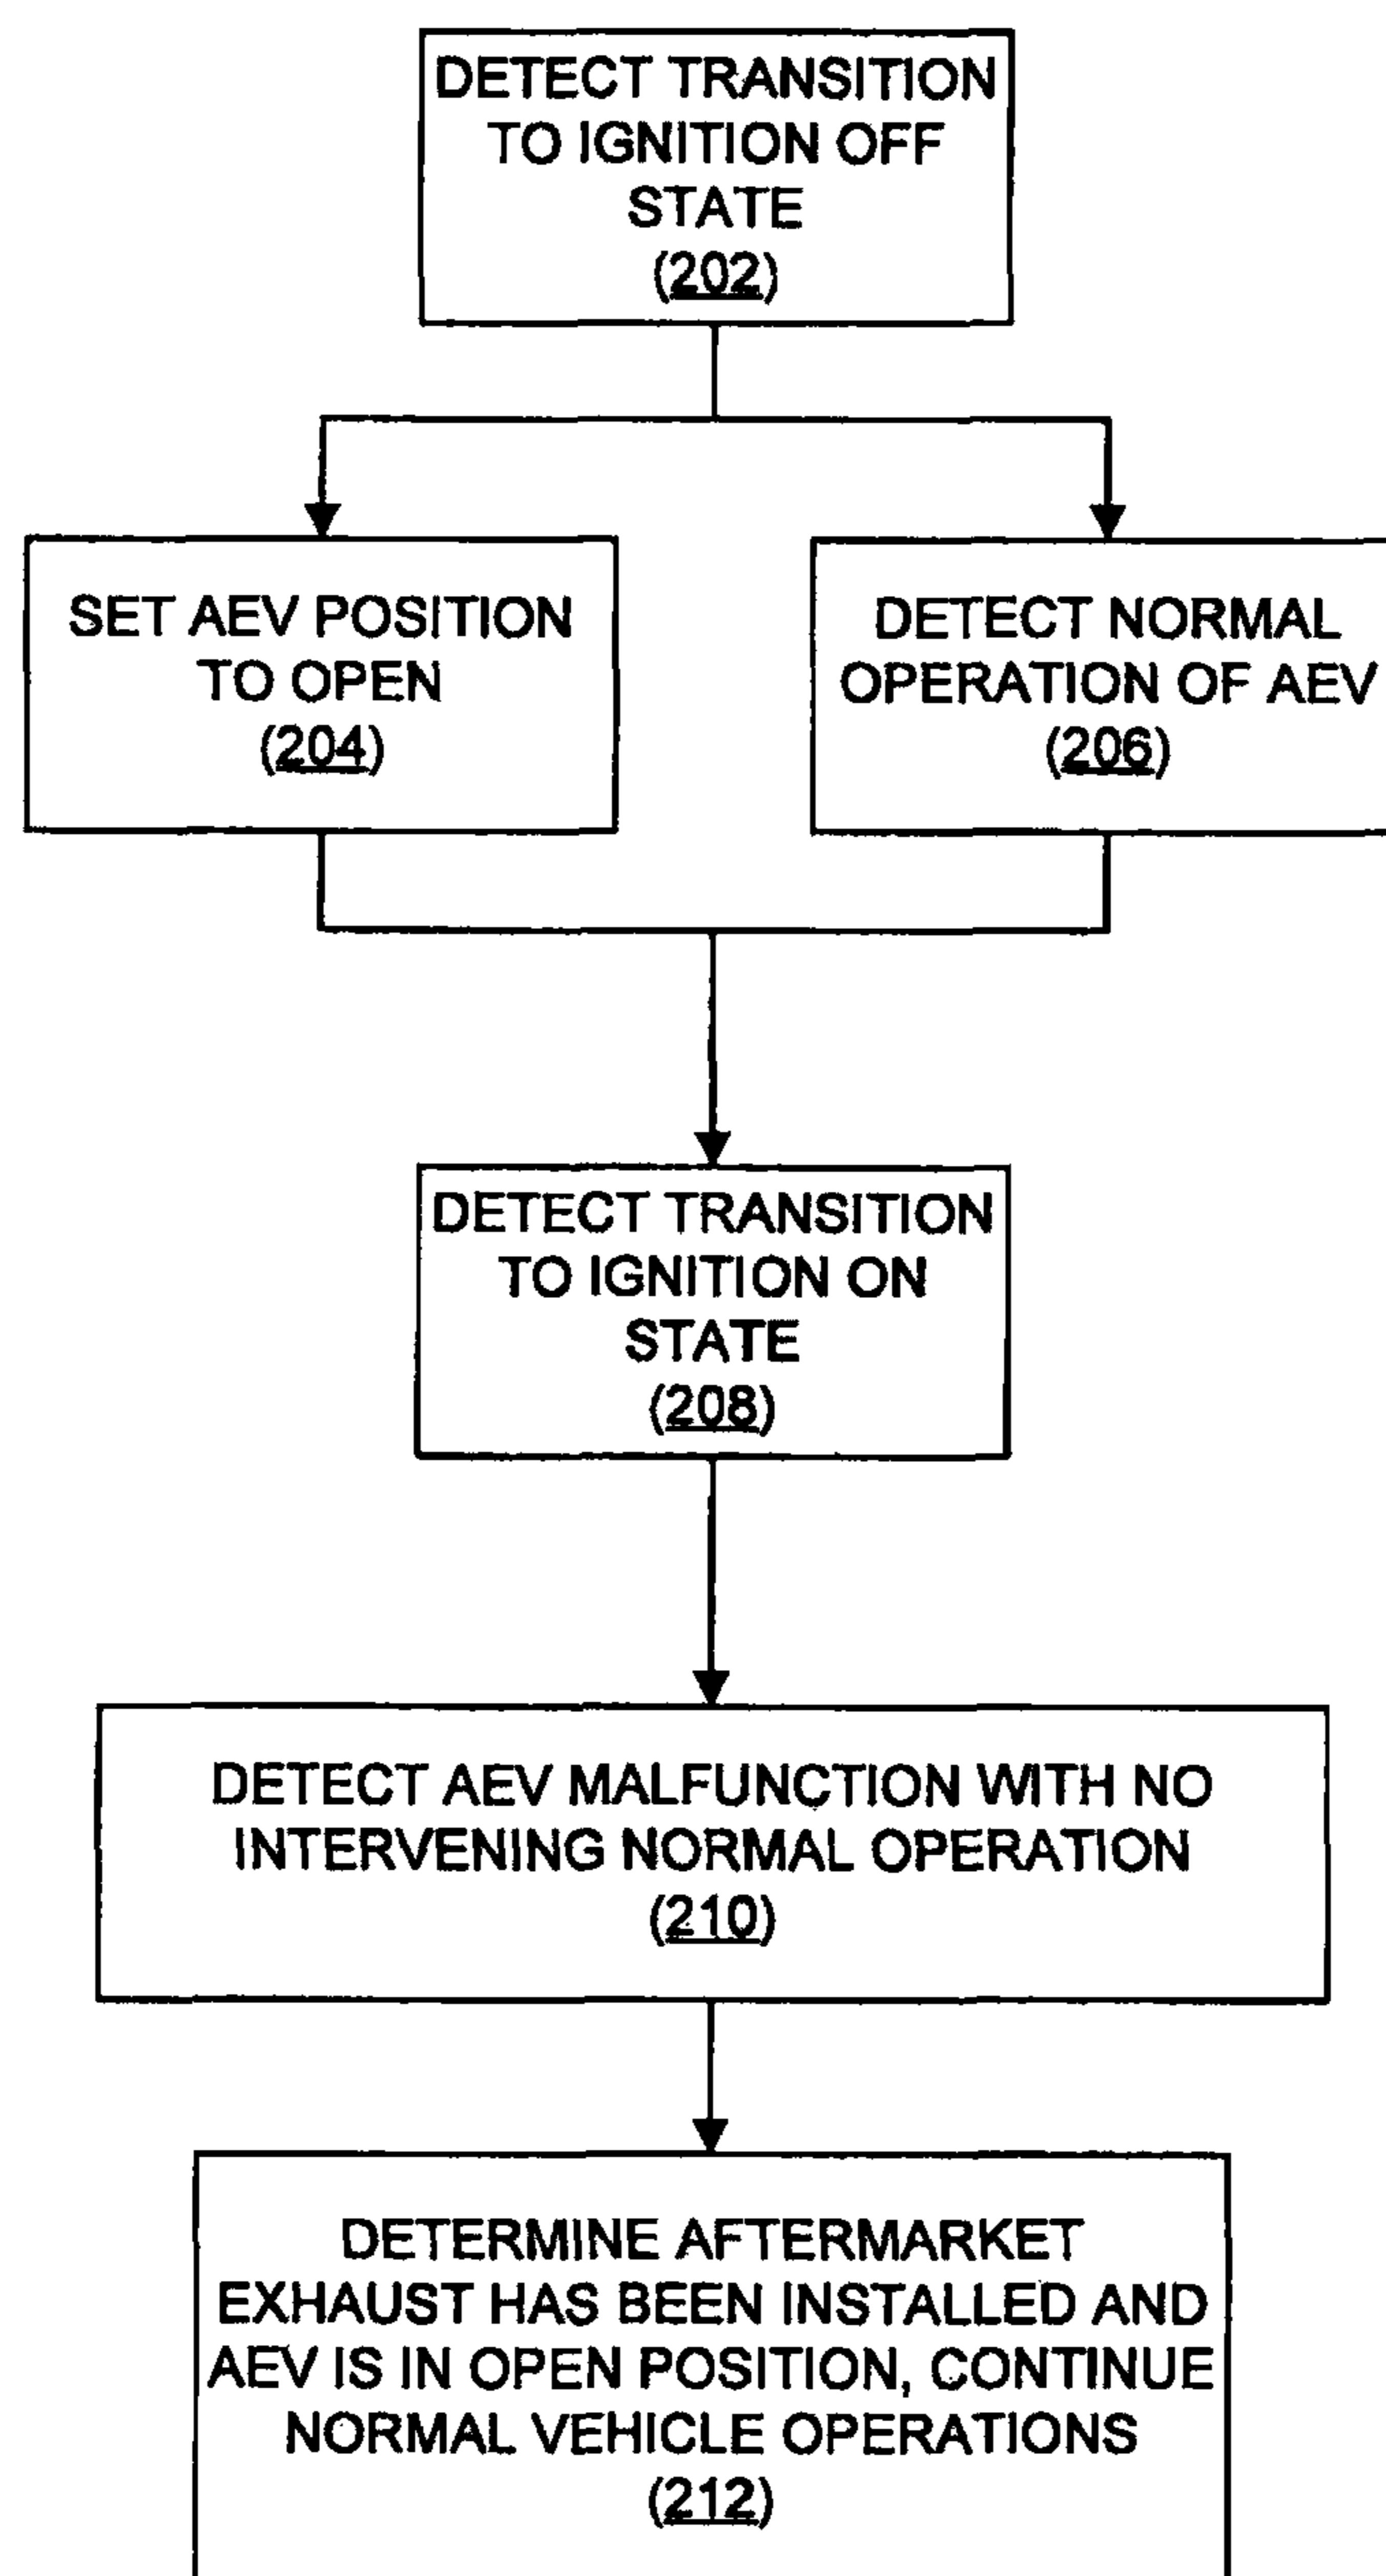 DETECT TRANSITION
TO IGNITION OFF
STATE
(202)
SET AEV POSITION
TO OPEN
(204)
DETECT NORMAL
OPERATION OF AEV
(206)
DETECT TRANSITION
TO IGNITION ON
STATE
(208)
DETECT AEV MALFUNCTION WITH NO
INTERVENING NORMAL OPERATION
(210)
DETERMINE AFTERMARKET
EXHAUST HAS BEEN INSTALLED AND
AEV IS IN OPEN POSITION, CONTINUE
NORMAL VEHICLE OPERATIONS
(212)